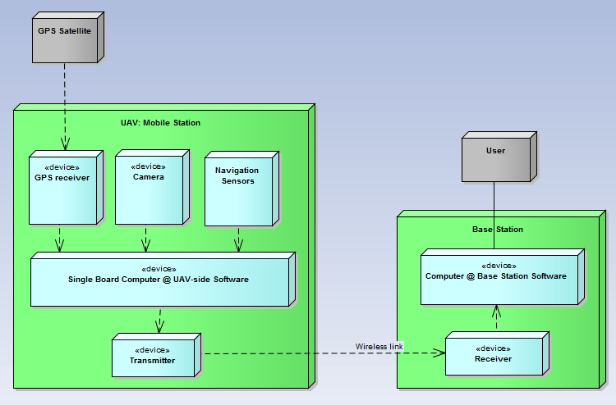 GPS Satellite
UAV: Mobile Station
«device»
GPS receiver
«device»
Camera
Navigation
Sensors
«device»
Single Board Computer @ UAV-side Software
«device»
Transmitter
Wireless link
User
Base Station
«device»
Computer @ Base Station Software
«device»
Receiver